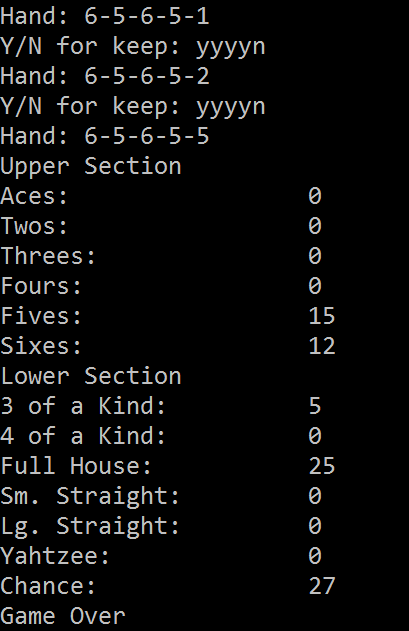 Hand: 6-5-6-5-1
Y/N for keep: yyyyn
Hand: 6-5-6-5-2
Y/N for keep: yyyyn
Hand: 6-5-6-5-5
Upper Section
Aces: 0
Twos: 0
Threes: 0
Fours: 0
Fives: 15
Sixes: 12
Lower Section
3 of a Kind: 5
4 of a Kind: 0
Full House: 25
Sm. Straight: 0
Lg. Straight: 0
Yahtzee: 0
Chance: 27
Game Over